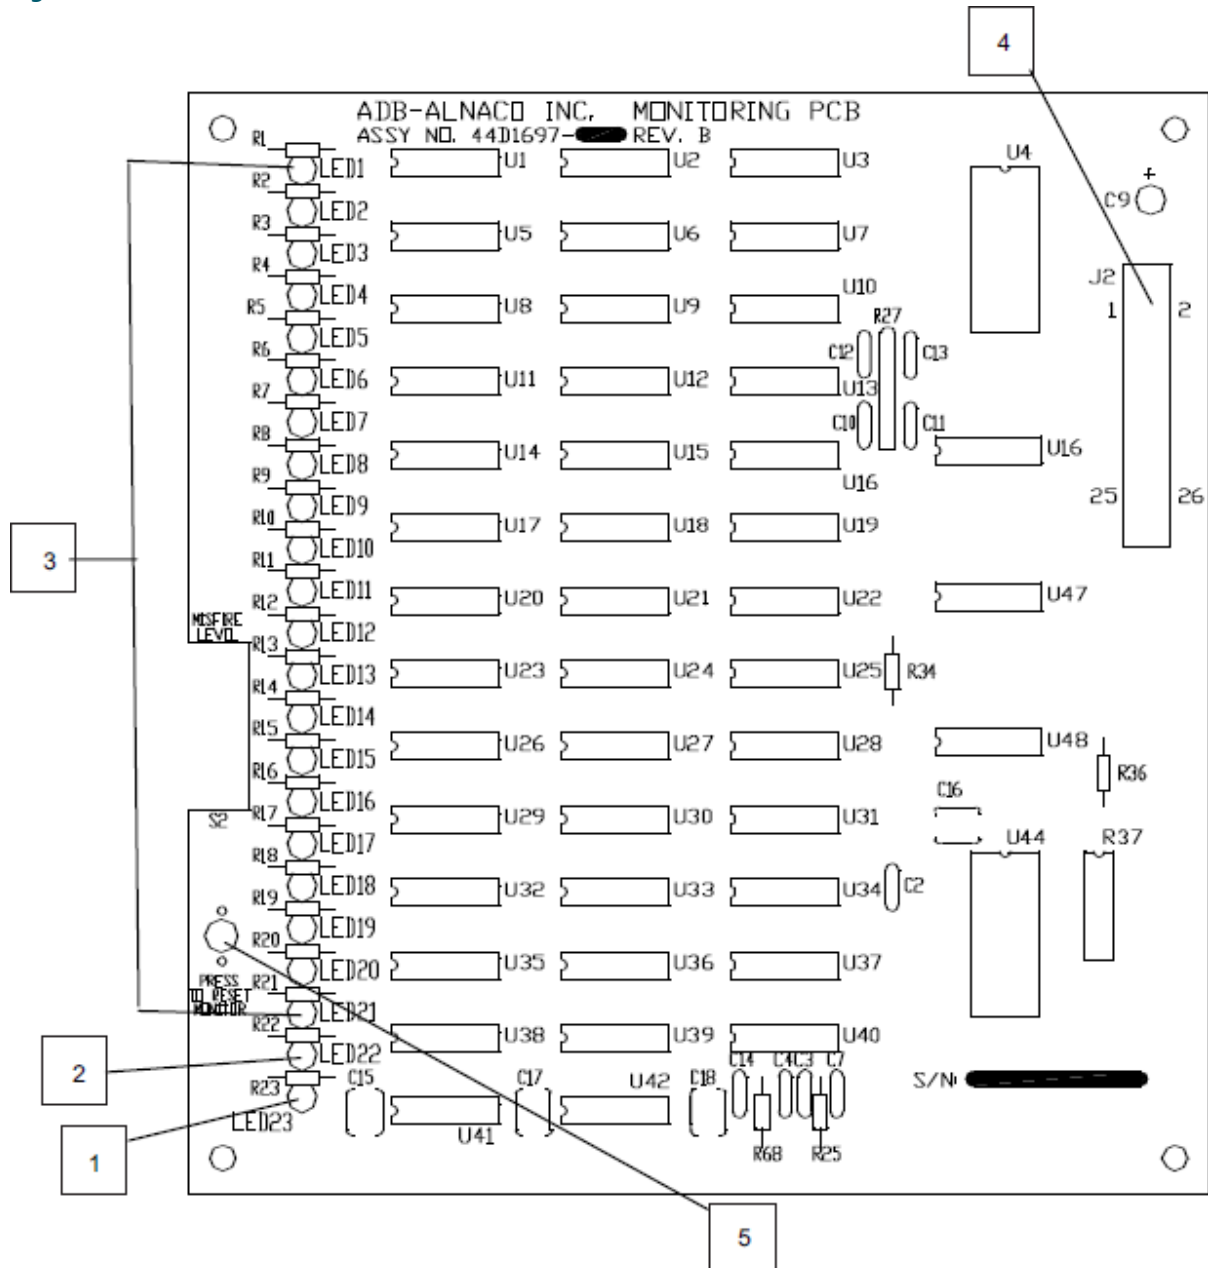 4
ADB-ALNACO INC. MONITORING PCB
ASSY NO. 44D1697- REV. B
R1 LED1 U1 U2 U3 U4
R2 LED2 C9 +
R3 LED3 U5 U6 U7
R4 LED4 J2
R5 LED5 U8 U9 U10 R27 1 2
R6 LED6 C12 C13
R7 LED7 U11 U12 U13
R8 LED8 C10 C11
R9 LED9 U14 U15 U16 U16
R10 LED10 U17 U18 U19 25 26
3
R11 LED11
R12 LED12 U20 U21 U22 U47
MISFIRE
LEVEL
R13 LED13 U23 U24 U25 R34
R14 LED14
R15 LED15 U26 U27 U28 U48
R16 LED16 R36
C16
S2 R17 LED17 U29 U30 U31 U44 R37
R18 LED18 U32 U33 U34 C2
R19 LED19
R20 LED20 U35 U36 U37
PRESS
TO RESET
MONITOR
R21 LED21
R22 LED22 U38 U39 U40
2
R23 LED23 C15 U41 C17 U42 C18 C14 C4 C3 C7
S/N:
R68 R25
1
5